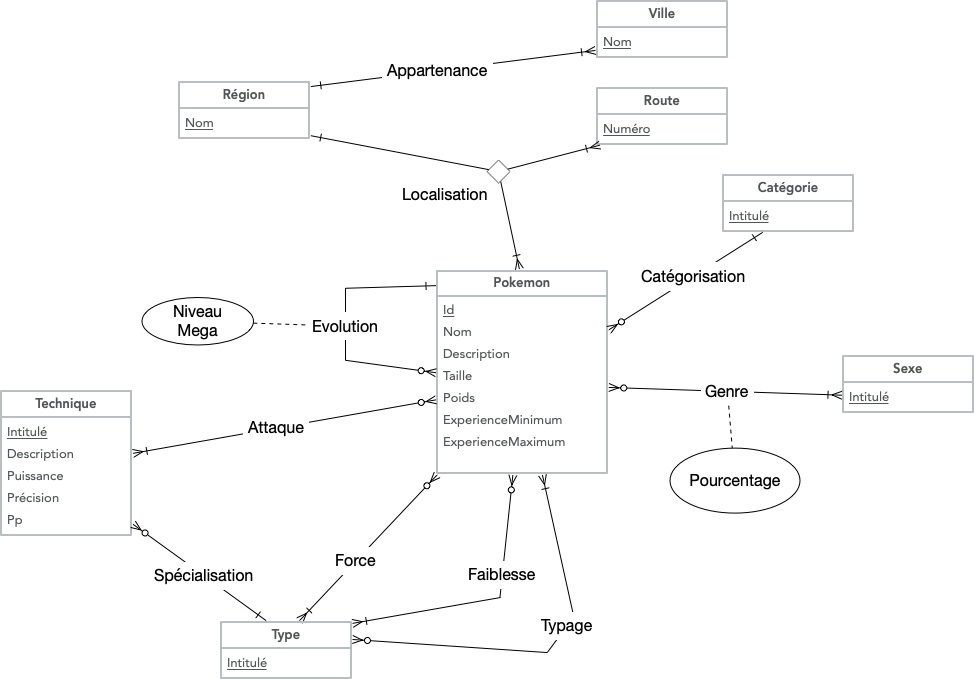 Ville
Nom
Appartenance
Région
Nom
Route
Numéro
Localisation
Catégorie
Intitulé
Catégorisation
Pokemon
Id
Nom
Description
Taille
Poids
ExperienceMinimum
ExperienceMaximum
Niveau
Mega
Evolution
Sexe
Intitulé
Genre
Pourcentage
Technique
Intitulé
Description
Puissance
Précision
Pp
Attaque
Spécialisation
Force
Faiblesse
Typage
Type
Intitulé